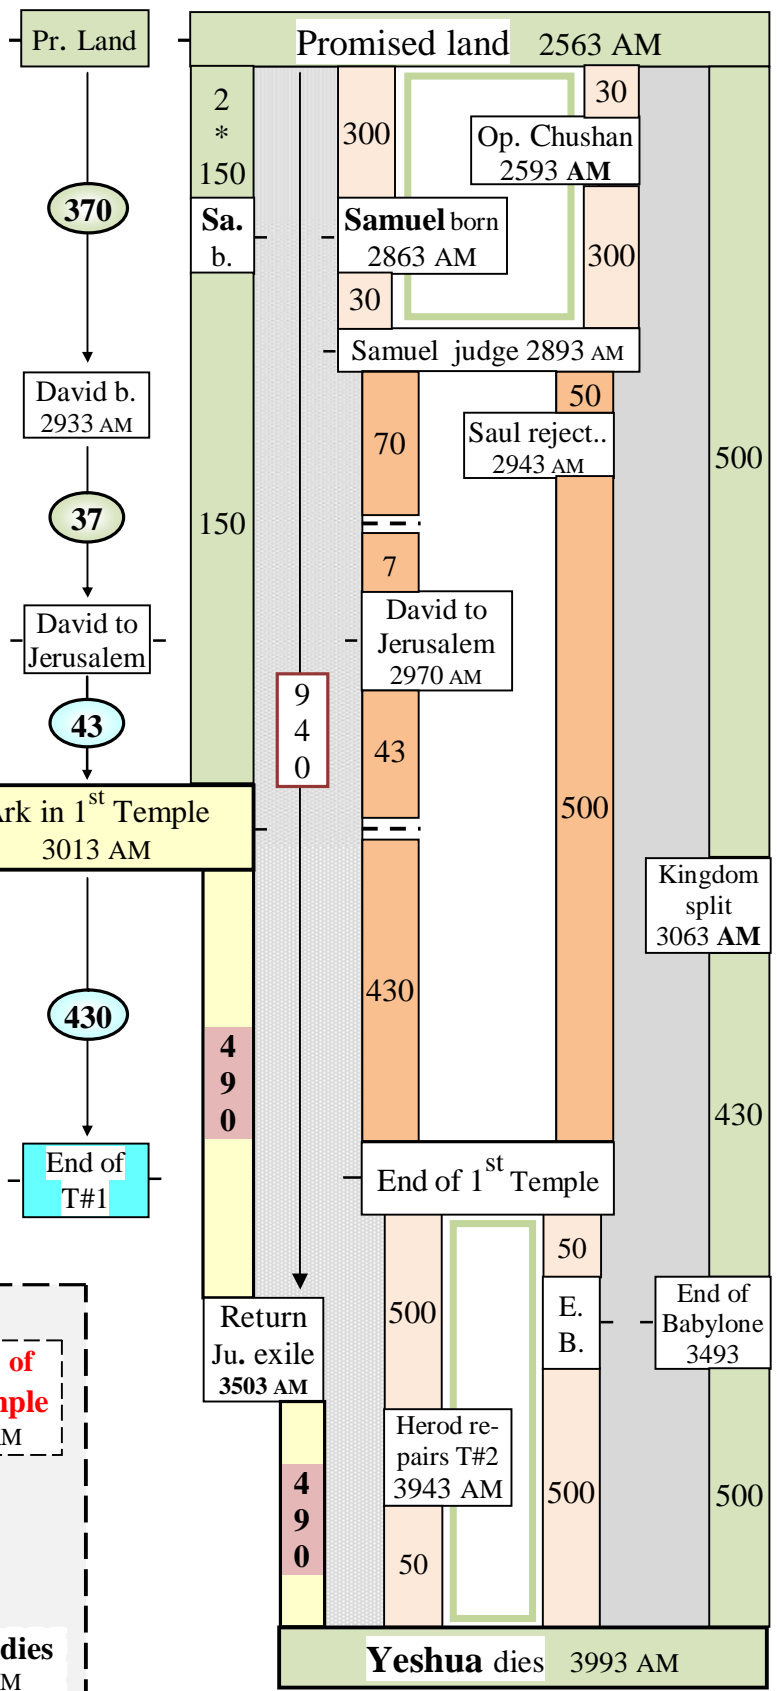 Pr. Land
Promised land 2563 AM
2
*
150
300
30
Op. Chushan
2593 AM
370
Sa.
b.
Samuel born
2863 AM
300
30
Samuel judge 2893 AM
David b.
2933 AM
70
50
Saul reject..
2943 AM
500
37
150
7
David to
Jerusalem
David to
Jerusalem
2970 AM
9
4
0
43
43
500
Ark in 1st Temple
3013 AM
Kingdom
split
3063 AM
430
430
4
9
0
430
End of
T#1
End of 1st Temple
50
500
E.
B.
End of
Babylone
3493
Return
Ju. exile
3503 AM
of
Herod re-
pairs T#2
3943 AM
4
9
0
500
500
50
dies
Yeshua dies 3993 AM